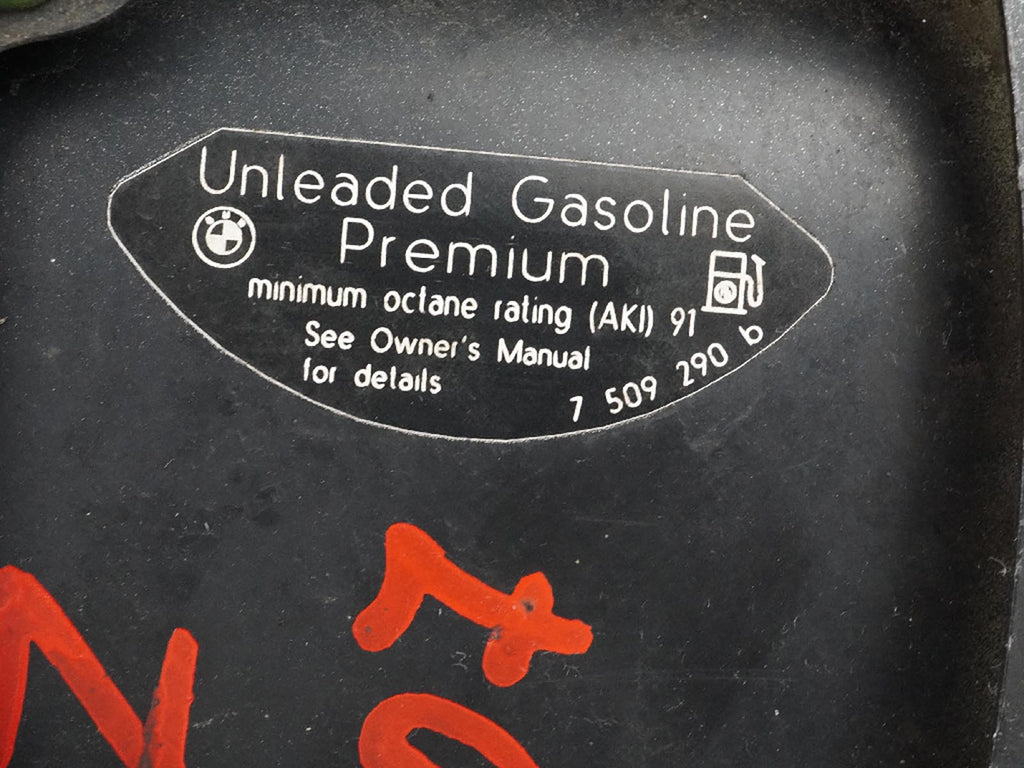 Unleaded Gasoline
Premium
minimum octane rating (AKI) 91
See Owner's Manual
for details
7 509 290 b